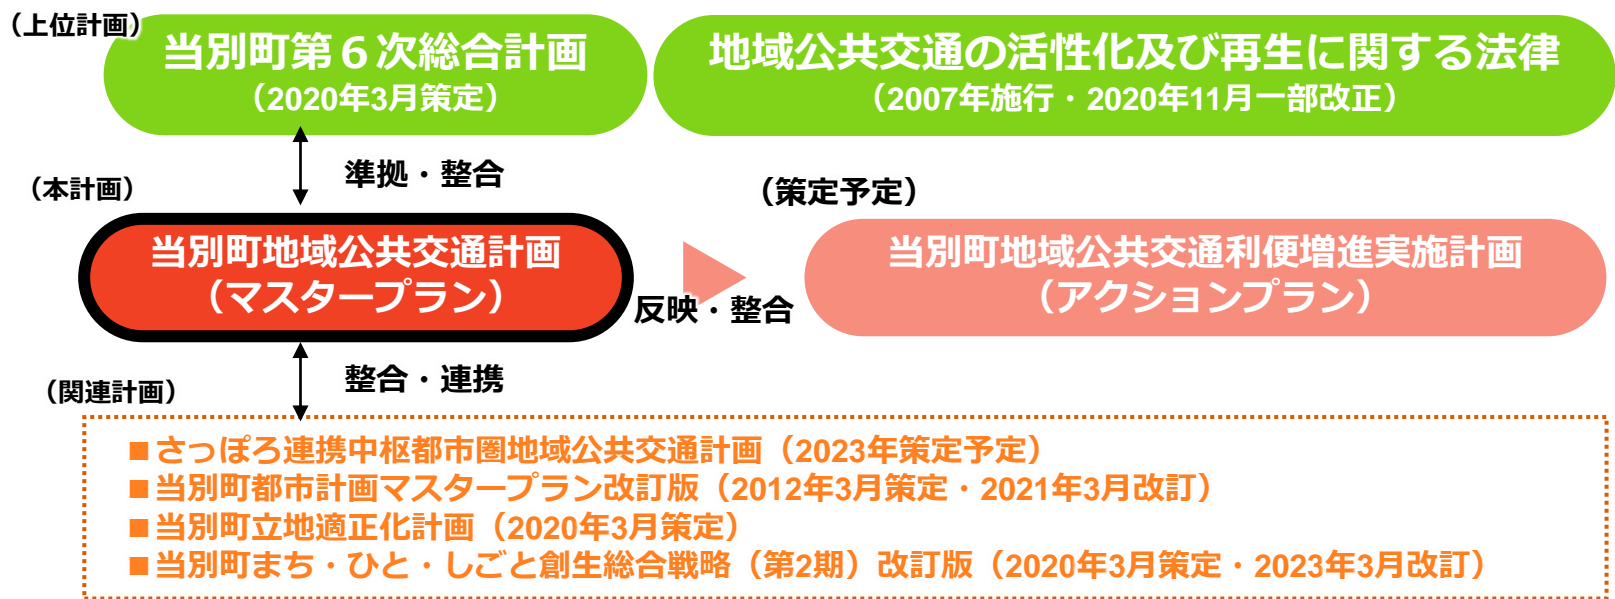 （上位計画）
当別町第６次総合計画
（2020年3月策定）
地域公共交通の活性化及び再生に関する法律
（2007年施行・2020年11月一部改正）
準拠・整合
（本計画）
（策定予定）
当別町地域公共交通計画
（マスタープラン）
反映・整合
当別町地域公共交通利便増進実施計画
（アクションプラン）
整合・連携
（関連計画）
■さっぽろ連携中枢都市圏地域公共交通計画（2023年策定予定）
■当別町都市計画マスタープラン改訂版（2012年3月策定・2021年3月改訂）
■当別町立地適正化計画（2020年3月策定）
■当別町まち・ひと・しごと創生総合戦略（第2期）改訂版（2020年3月策定・2023年3月改訂）